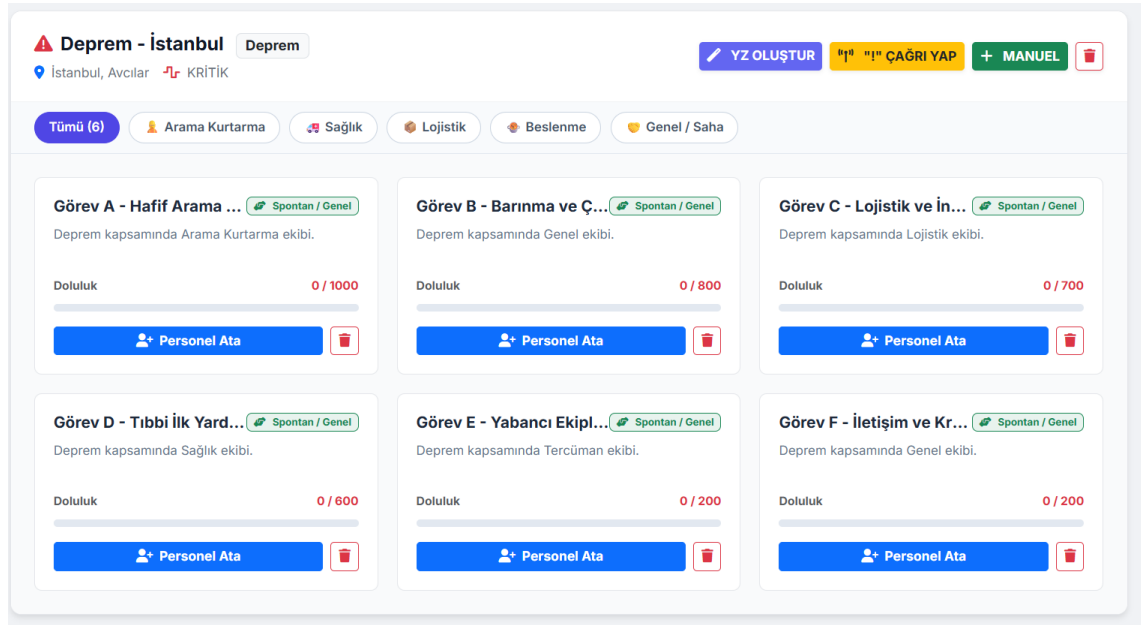 Deprem - İstanbul Deprem
İstanbul, Avcılar KRİTİK
YZ OLUŞTUR "!" ÇAĞRI YAP + MANUEL
Tümü (6) Arama Kurtarma Sağlık Lojistik Beslenme Genel / Saha
Görev A - Hafif Arama ... Spontan / Genel
Deprem kapsamında Arama Kurtarma ekibi.
Doluluk 0 / 1000
Personel Ata
Görev B - Barınma ve Ç... Spontan / Genel
Deprem kapsamında Genel ekibi.
Doluluk 0 / 800
Personel Ata
Görev C - Lojistik ve İn... Spontan / Genel
Deprem kapsamında Lojistik ekibi.
Doluluk 0 / 700
Personel Ata
Görev D - Tıbbi İlk Yard... Spontan / Genel
Deprem kapsamında Sağlık ekibi.
Doluluk 0 / 600
Personel Ata
Görev E - Yabancı Ekipl... Spontan / Genel
Deprem kapsamında Tercüman ekibi.
Doluluk 0 / 200
Personel Ata
Görev F - İletişim ve Kr... Spontan / Genel
Deprem kapsamında Genel ekibi.
Doluluk 0 / 200
Personel Ata